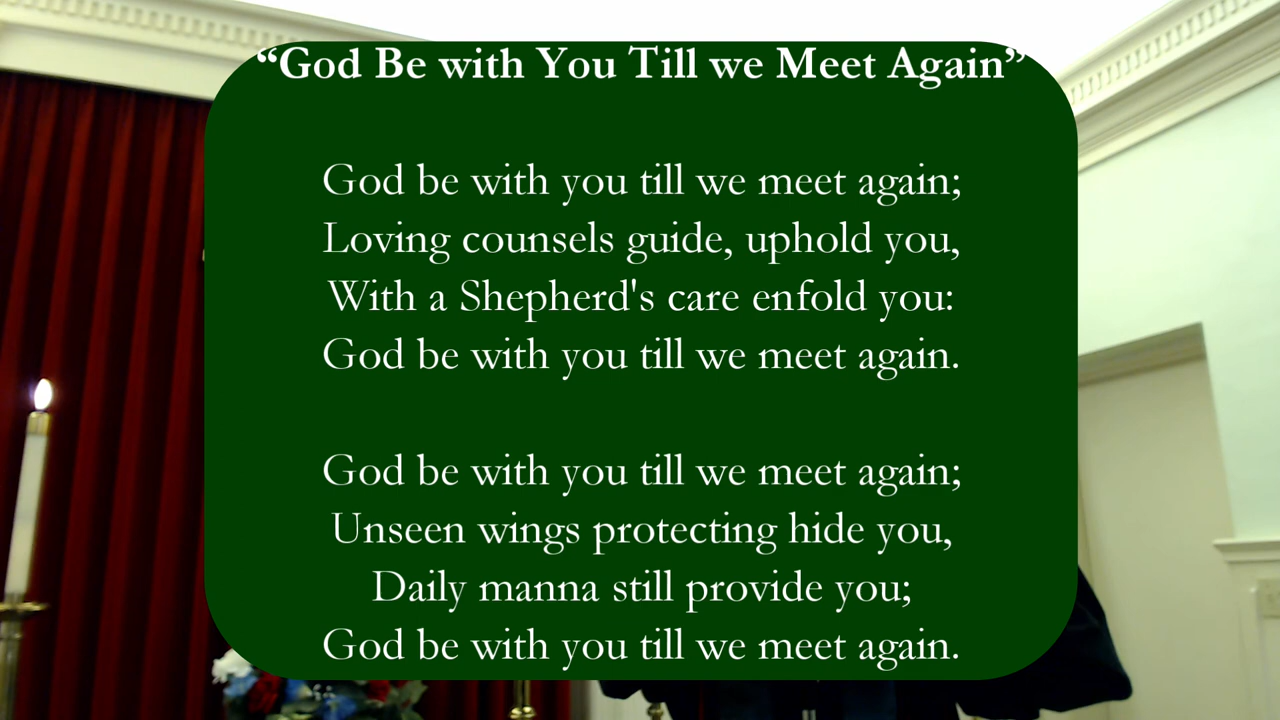 “God Be with You Till we Meet Again”
God be with you till we meet again;
Loving counsels guide, uphold you,
With a Shepherd's care enfold you:
God be with you till we meet again.
God be with you till we meet again;
Unseen wings protecting hide you,
Daily manna still provide you;
God be with you till we meet again.